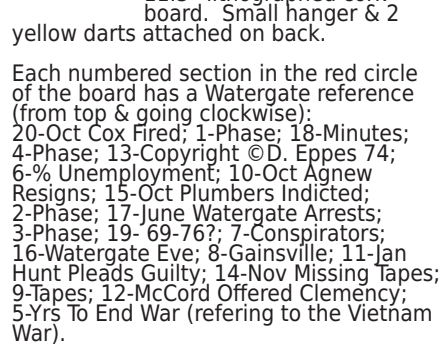 board. Small hanger & 2
yellow darts attached on back.
Each numbered section in the red circle
of the board has a Watergate reference
(from top & going clockwise):
20-Oct Cox Fired; 1-Phase; 18-Minutes;
4-Phase; 13-Copyright ©D. Eppes 74;
6-% Unemployment; 10-Oct Agnew
Resigns; 15-Oct Plumbers Indicted;
2-Phase; 17-June Watergate Arrests;
3-Phase; 19- 69-76?; 7-Conspirators;
16-Watergate Eve; 8-Gainsville; 11-Jan
Hunt Pleads Guilty; 14-Nov Missing Tapes;
9-Tapes; 12-McCord Offered Clemency;
5-Yrs To End War (refering to the Vietnam
War).